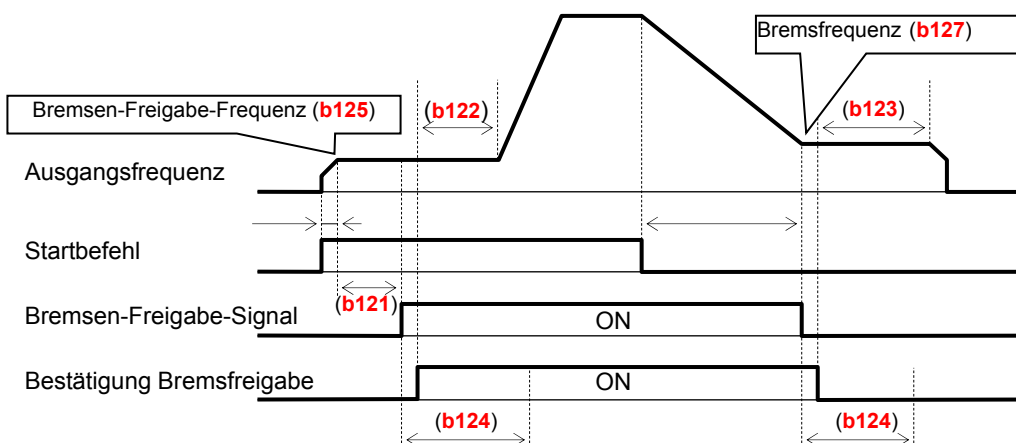 Bremsfrequenz (b127)
Bremsen-Freigabe-Frequenz (b125)
(b122)
(b123)
Ausgangsfrequenz
Startbefehl
(b121)
Bremsen-Freigabe-Signal
ON
Bestätigung Bremsfreigabe
ON
(b124)
(b124)